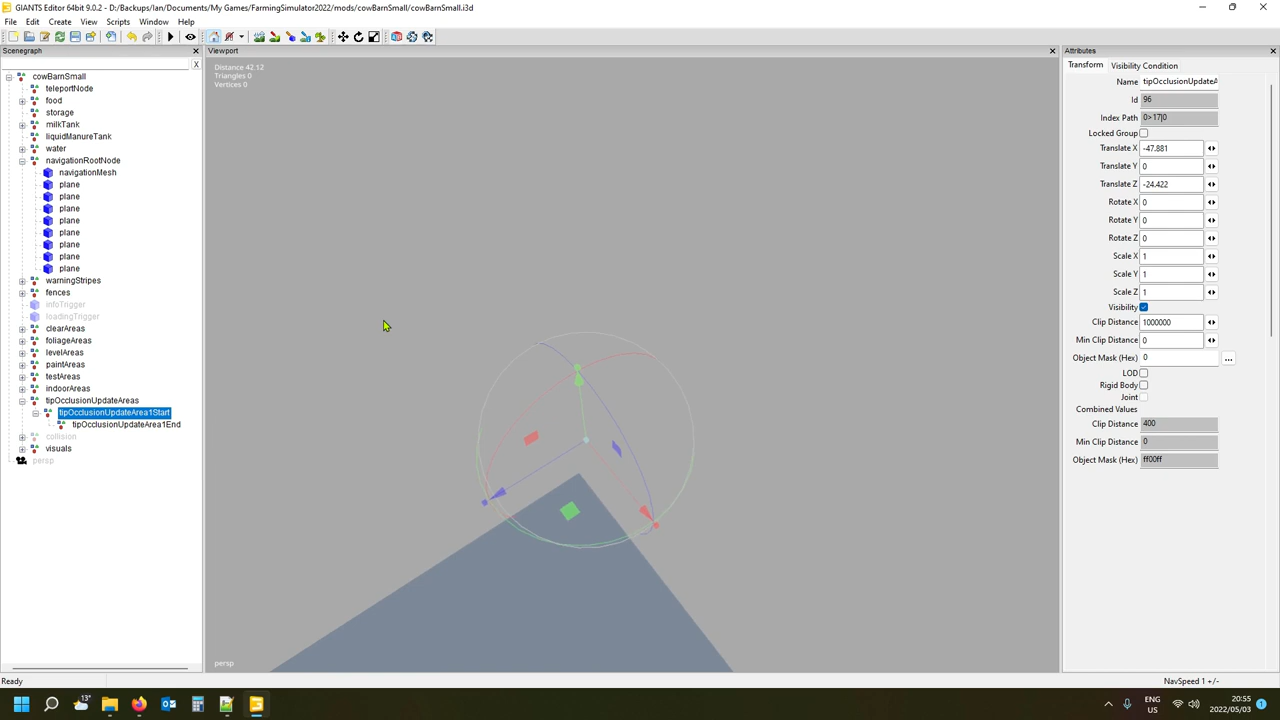 GIANTS Editor 64bit 9.0.2 - D:/Backups/Ian/Documents/My Games/FarmingSimulator2022/mods/cowBarnSmall/cowBarnSmall.i3d
File Edit Create View Scripts Window Help
Scenegraph
X
cowBarnSmall
teleportNode
food
storage
milkTank
liquidManureTank
water
navigationRootNode
navigationMesh
plane
plane
plane
plane
plane
plane
plane
plane
warningStripes
fences
infoTrigger
loadingTrigger
clearAreas
foliageAreas
levelAreas
paintAreas
testAreas
indoorAreas
tipOcclusionUpdateAreas
tipOcclusionUpdateArea1Start
tipOcclusionUpdateArea1End
collision
visuals
persp
Viewport
Distance 42.12
Triangles 0
Vertices 0
persp
Attributes
Transform Visibility Condition
Name tipOcclusionUpdateA
Id 96
Index Path 0>17|0
Locked Group
Translate X -47.881
Translate Y 0
Translate Z -24.422
Rotate X 0
Rotate Y 0
Rotate Z 0
Scale X 1
Scale Y 1
Scale Z 1
Visibility
Clip Distance 1000000
Min Clip Distance 0
Object Mask (Hex) 0 ...
LOD
Rigid Body
Joint
Combined Values
Clip Distance 400
Min Clip Distance 0
Object Mask (Hex) ff00ff
Ready
NavSpeed 1 +/-
13°
ENG
US
20:55
2022/05/03